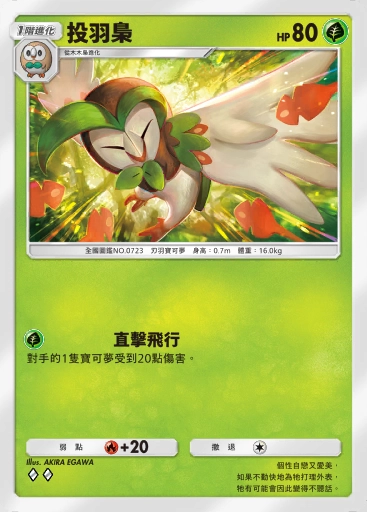 1階進化
投羽梟
HP 80
從木木梟進化
全國圖鑑NO.0723 刃羽寶可夢 身高：0.7m 體重：16.0kg
直擊飛行
對手的1隻寶可夢受到20點傷害。
弱點 +20 撤退
Illus. AKIRA EGAWA
個性自戀又愛美，
如果不勤快地為牠打理外表，
牠有可能會因此變得不聽話。